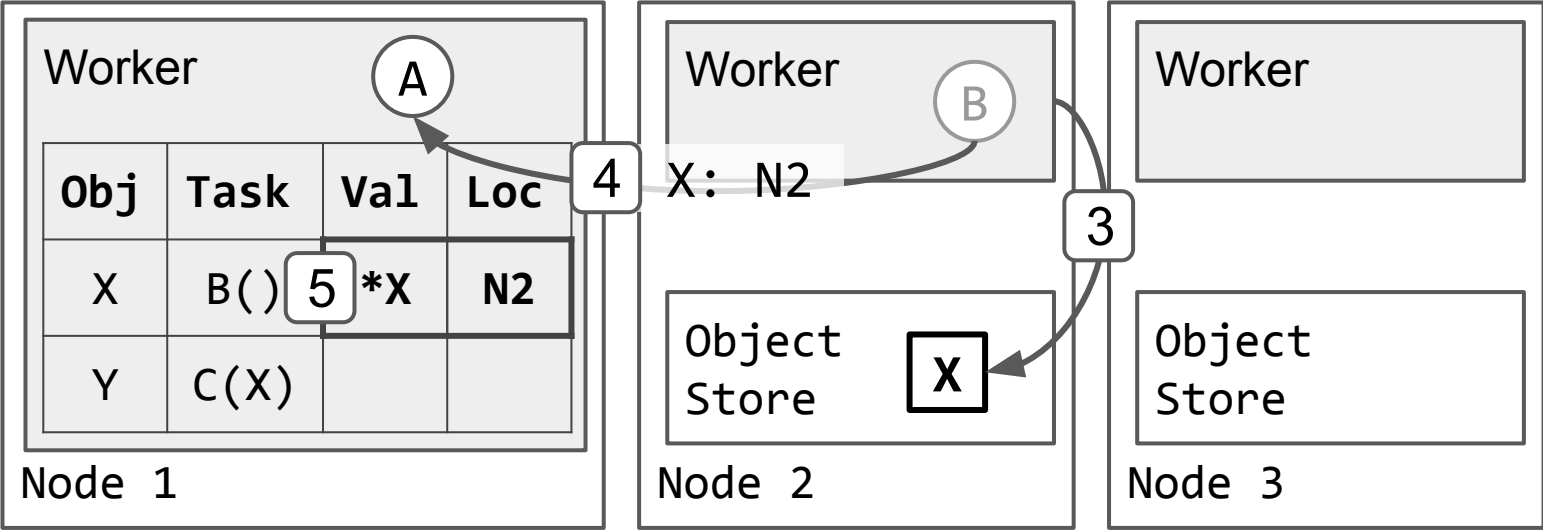 Worker
A
Obj Task Val Loc
X B() 5 *X N2
Y C(X)
Node 1
4
X: N2
Worker
B
3
Object
Store
X
Node 2
Worker
Object
Store
Node 3